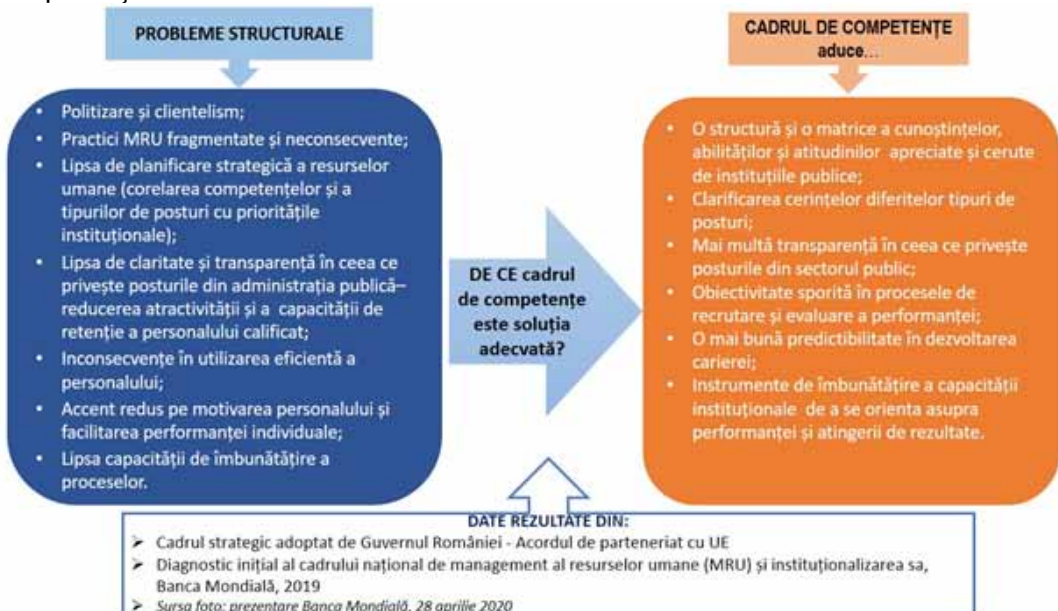 PROBLEME STRUCTURALE
• Politizare și clientelism;
• Practici MRU fragmentate și neconsecvente;
• Lipsa de planificare strategică a resurselor
umane (corelarea competențelor și a
tipurilor de posturi cu prioritățile
instituționale);
• Lipsa de claritate și transparență în ceea ce
privește posturile din administrația publică–
reducerea atractivității și a capacității de
retenție a personalului calificat;
• Inconsecvențe în utilizarea eficientă a
personalului;
• Accent redus pe motivarea personalului și
facilitarea performanței individuale;
• Lipsa capacității de îmbunătățire a
proceselor.
DE CE cadrul
de competențe
este soluția
adecvată?
CADRUL DE COMPETENȚE
aduce...
• O structură și o matrice a cunoștințelor,
abilităților și atitudinilor apreciate și cerute
de instituțiile publice;
• Clarificarea cerințelor diferitelor tipuri de
posturi;
• Mai multă transparență în ceea ce privește
posturile din sectorul public;
• Obiectivitate sporită în procesele de
recrutare și evaluare a performanței;
• O mai bună predictibilitate în dezvoltarea
carierei;
• Instrumente de îmbunătățire a capacității
instituționale de a se orienta asupra
performanței și atingerii de rezultate.
DATE REZULTATE DIN:
➢ Cadrul strategic adoptat de Guvernul României - Acordul de parteneriat cu UE
➢ Diagnostic inițial al cadrului național de management al resurselor umane (MRU) și instituționalizarea sa,
Banca Mondială, 2019
➢ Sursa foto: prezentare Banca Mondială, 28 aprilie 2020